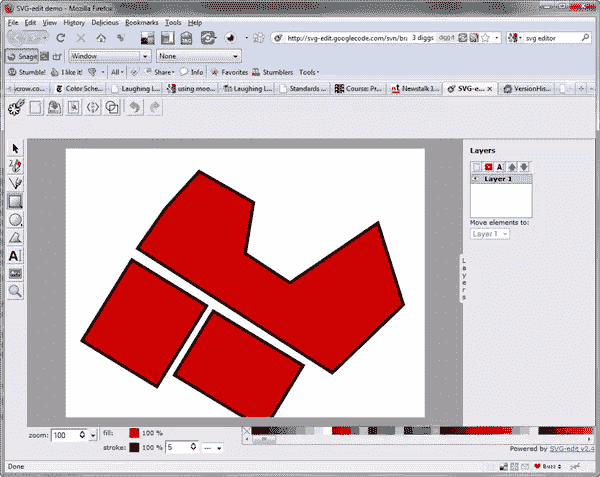 SVG-edit demo - Mozilla Firefox
File Edit View History Delicious Bookmarks Tools Help
http://svg-edit.googlecode.com/svn/bra 3 diggs digg it svg editor
Snagit Window None
Stumble! I like it! All Share Info Favorites Stumblers Tools
jcrow.co... Color Sche... Laughing L... using moo... Laughing L... Standards ... Course: Pr... Newstalk 1... SVG-e... VersionHis...
Layers
Layer 1
Move elements to:
Layer 1
Layers
A
zoom: 100 fill: 100 %
stroke: 100 % 5 ---
Powered by SVG-edit v2.4
Done Buzz